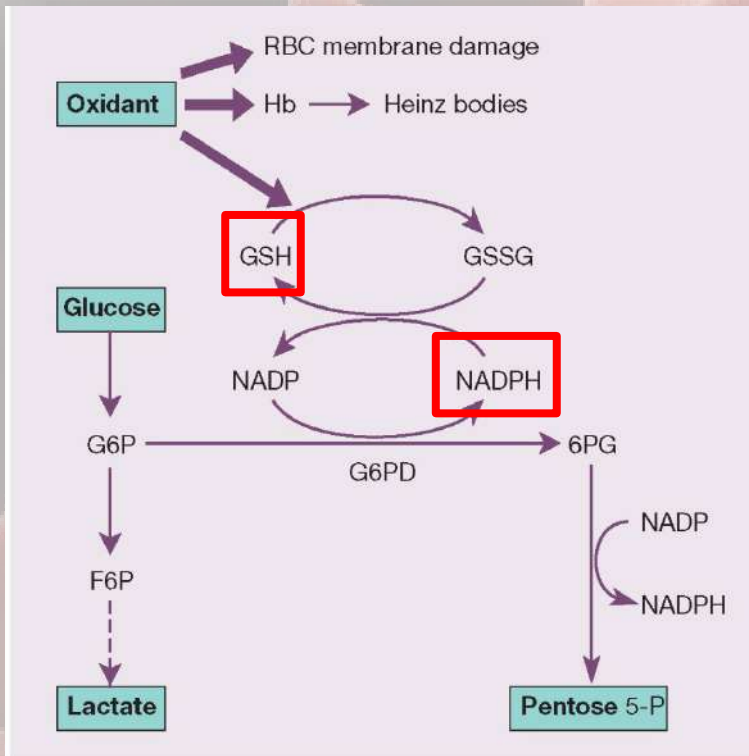 RBC membrane damage
Oxidant
Hb
Heinz bodies
GSH
GSSG
Glucose
NADP
NADPH
G6P
6PG
G6PD
NADP
F6P
NADPH
Lactate
Pentose 5-P